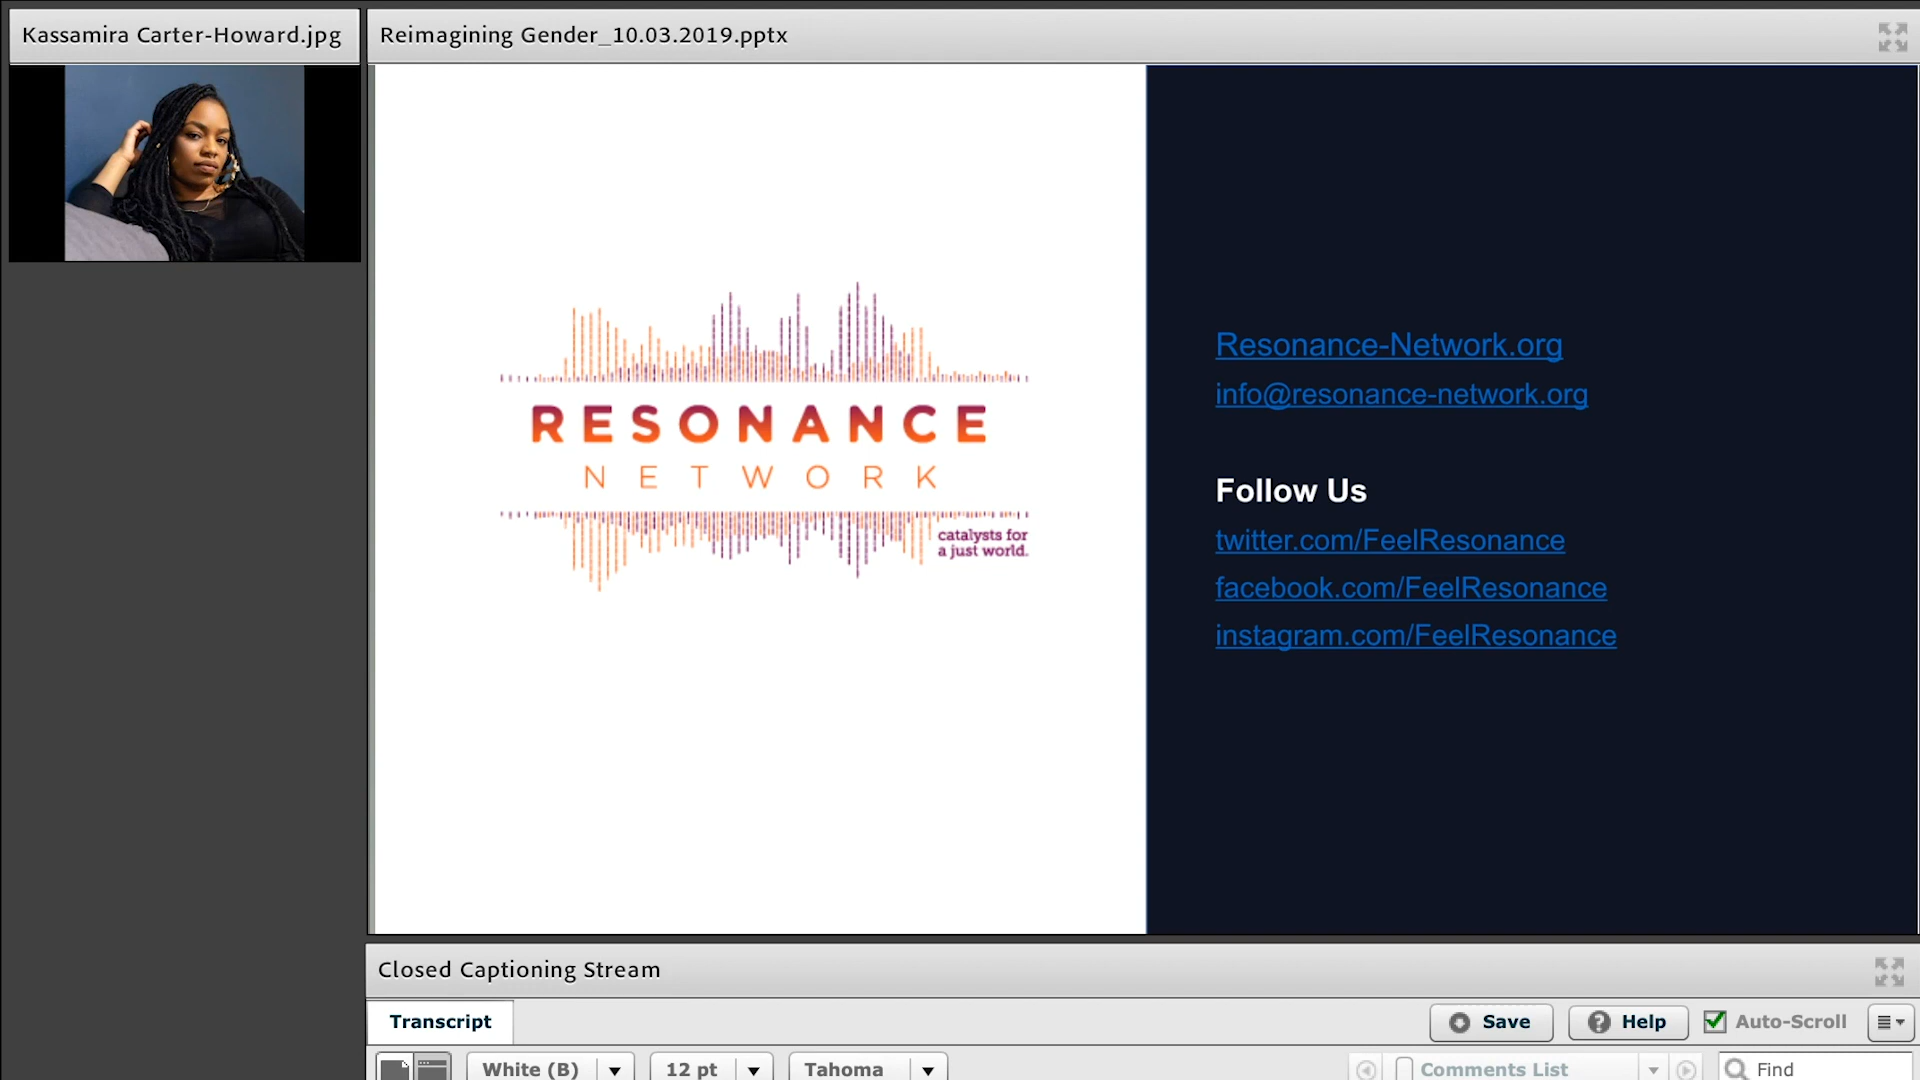 Kassamira Carter-Howard.jpg
Reimagining Gender_10.03.2019.pptx
RESONANCE
NETWORK
catalysts for
a just world.
Resonance-Network.org
info@resonance-network.org
Follow Us
twitter.com/FeelResonance
facebook.com/FeelResonance
instagram.com/FeelResonance
Closed Captioning Stream
Transcript
Save
Help
Auto-Scroll
White (B)
12 pt
Tahoma
Comments List
Find